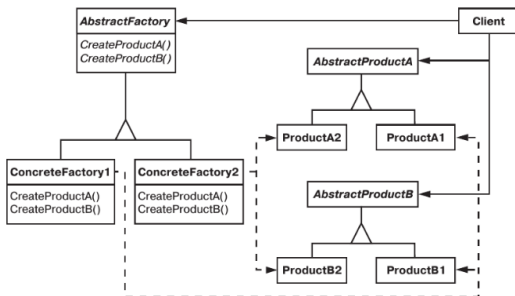 AbstractFactory
CreateProductA()
CreateProductB()
Client
AbstractProductA
ProductA2
ProductA1
ConcreteFactory1
CreateProductA()
CreateProductB()
ConcreteFactory2
CreateProductA()
CreateProductB()
AbstractProductB
ProductB2
ProductB1